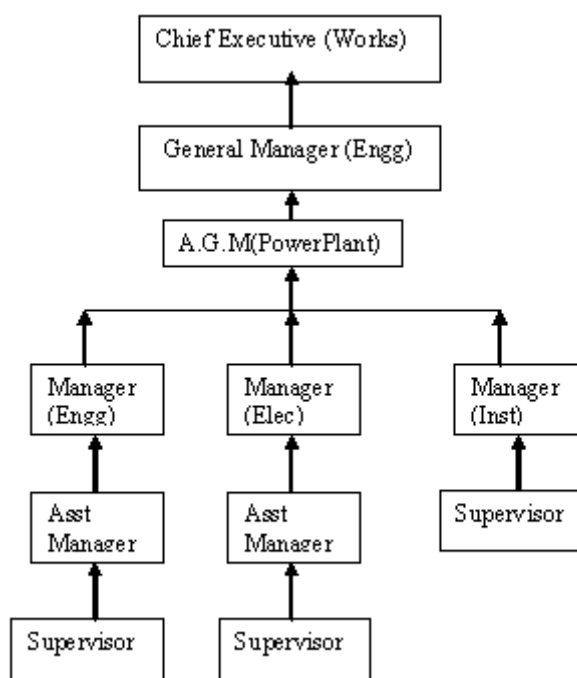 Chief Executive (Works)
General Manager (Engg)
A.G.M(PowerPlant)
Manager
(Engg)
Manager
(Elec)
Manager
(Inst)
Asst
Manager
Asst
Manager
Supervisor
Supervisor
Supervisor